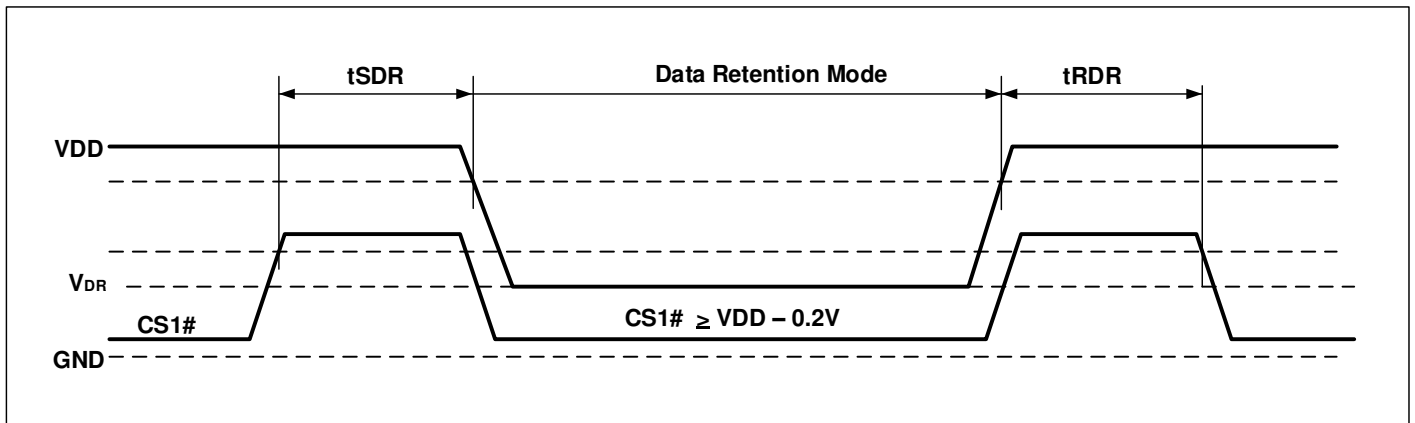 tSDR Data Retention Mode tRDR
VDD
VDR
CS1# CS1# ≥ VDD – 0.2V
GND